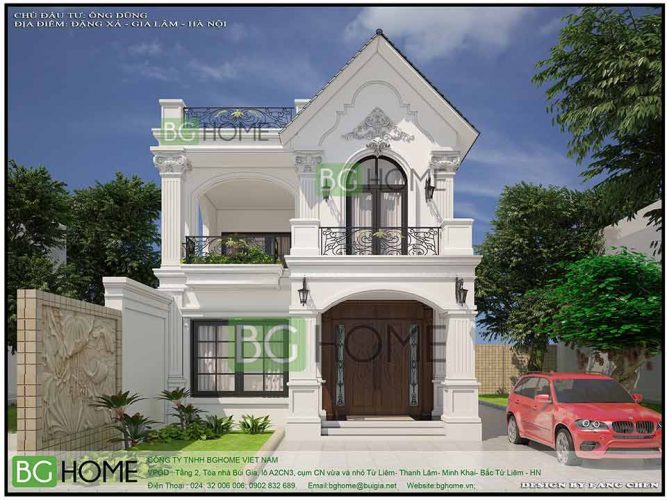 CHỦ ĐẦU TƯ: ÔNG DŨNG
ĐỊA ĐIỂM: ĐẶNG XÁ - GIA LÂM - HÀ NỘI
BG HOME
BG HOME
BG HOME
BG HOME
CÔNG TY TNHH BGHOME VIỆT NAM
VPGD: Tầng 2, Tòa nhà Bùi Gia, lô A2CN3, cụm CN vừa và nhỏ Từ Liêm- Thanh Lâm- Minh Khai- Bắc Từ Liêm - HN
Điện Thoại : 024. 32 006 006; 0902 832 689. Email:bghome@buigia.net Website:bghome.vn;
DESIGN BY DANG CHEN